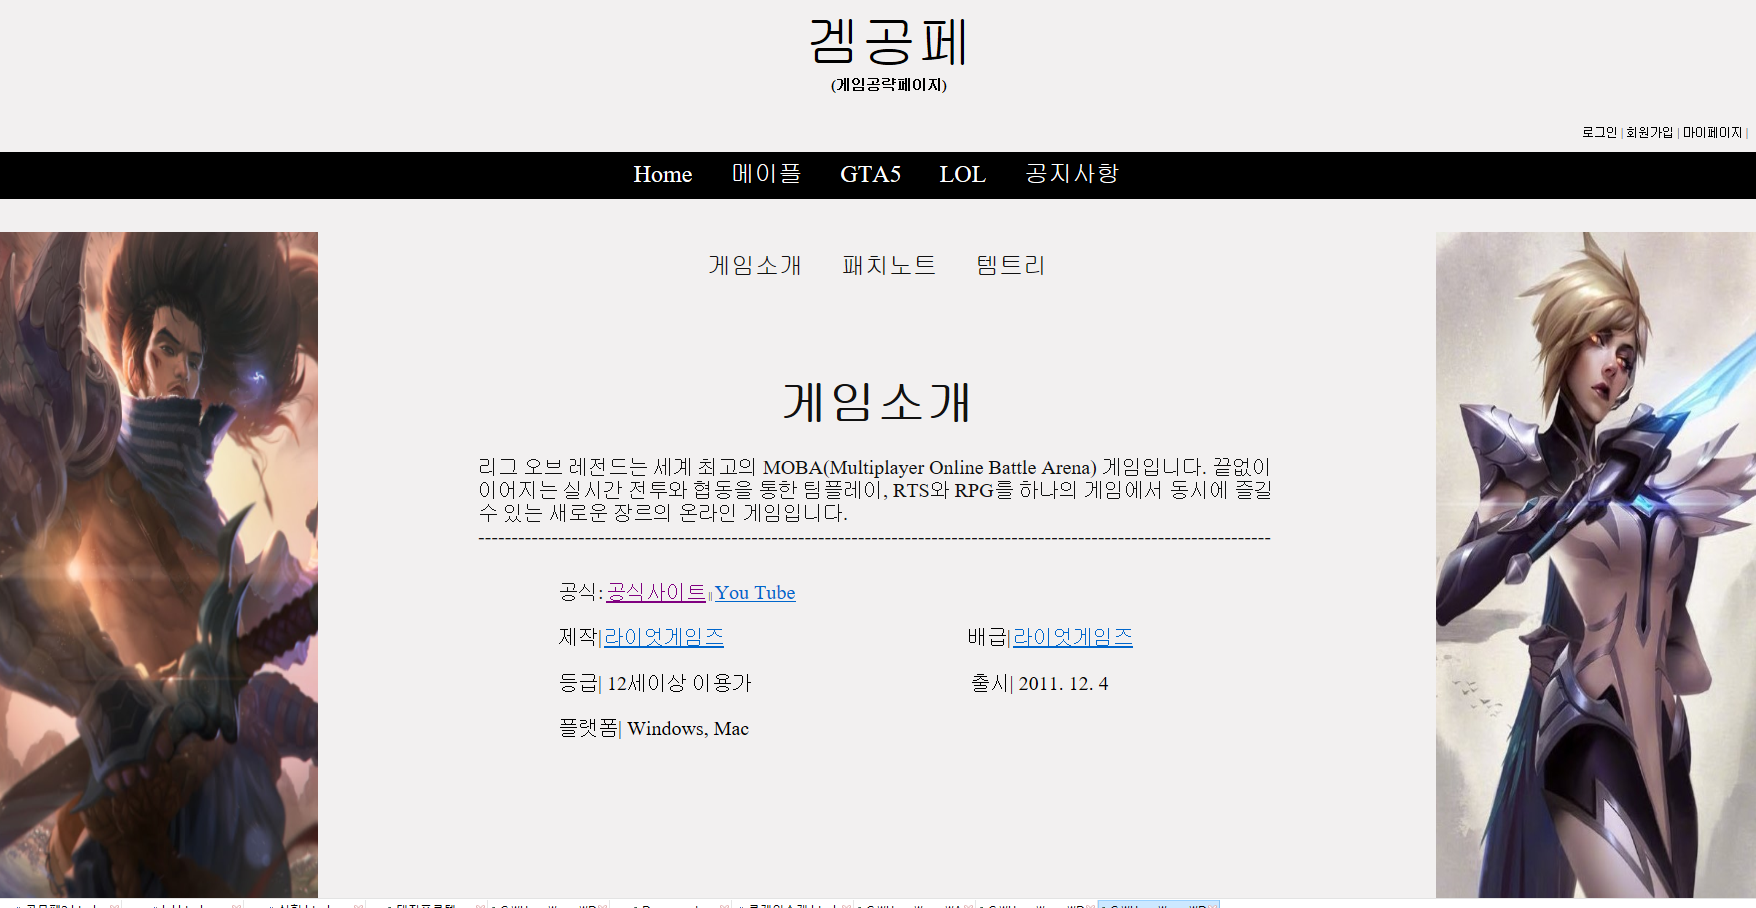 겜공페
(게임공략페이지)
로그인 | 회원가입 | 마이페이지 |
Home 메이플 GTA5 LOL 공지사항
게임소개 패치노트 템트리
게임소개
리그 오브 레전드는 세계 최고의 MOBA(Multiplayer Online Battle Arena) 게임입니다. 끝없이
이어지는 실시간 전투와 협동을 통한 팀플레이, RTS와 RPG를 하나의 게임에서 동시에 즐길
수 있는 새로운 장르의 온라인 게임입니다.
------------------------------------------------------------------------------------------------------------------------
공식: 공식사이트 || You Tube
제작|라이엇게임즈 배급|라이엇게임즈
등급| 12세이상 이용가 출시| 2011. 12. 4
플랫폼| Windows, Mac